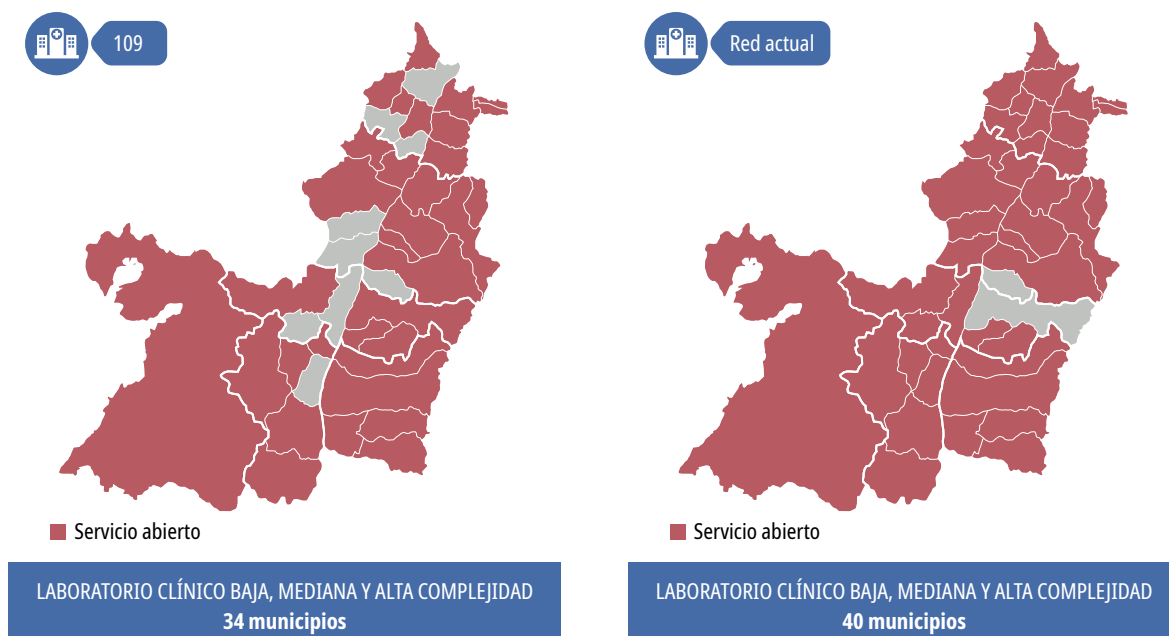 109
Red actual
Servicio abierto
Servicio abierto
LABORATORIO CLÍNICO BAJA, MEDIANA Y ALTA COMPLEJIDAD
34 municipios
LABORATORIO CLÍNICO BAJA, MEDIANA Y ALTA COMPLEJIDAD
40 municipios